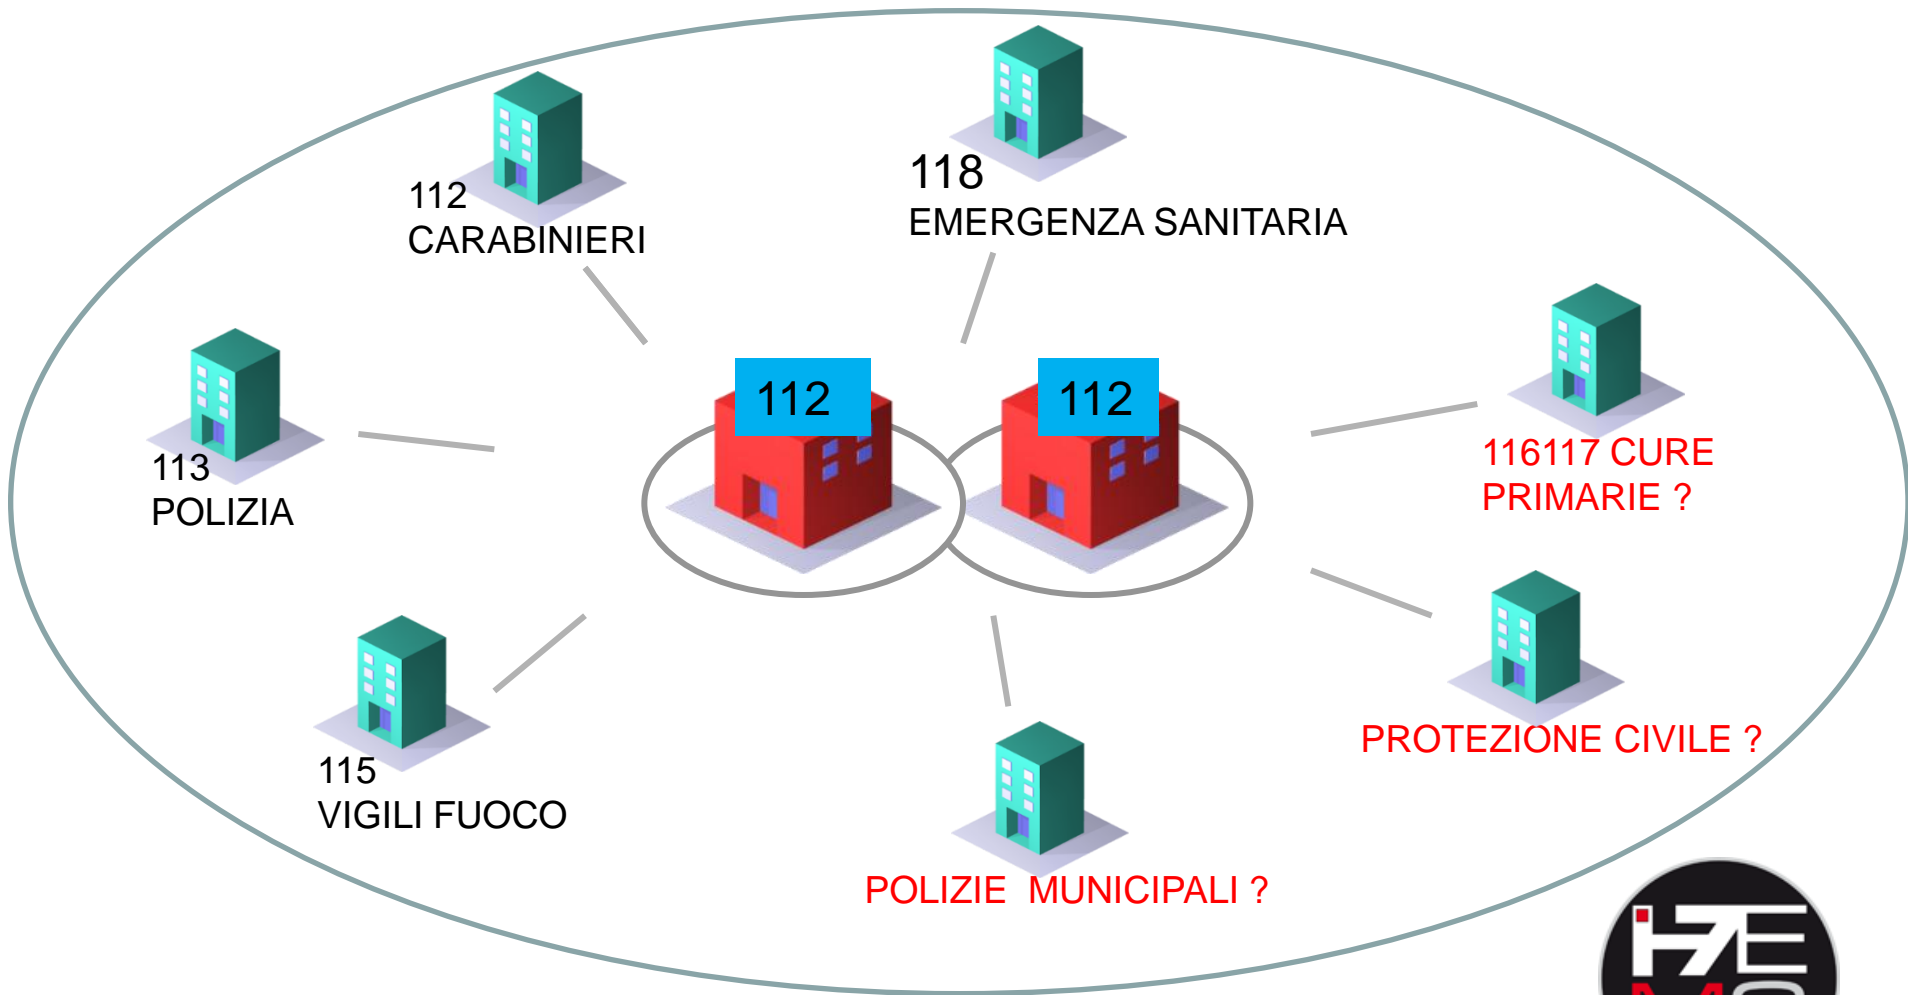 118
EMERGENZA SANITARIA
112
CARABINIERI
112
112
113
POLIZIA
116117 CURE
PRIMARIE ?
115
VIGILI FUOCO
PROTEZIONE CIVILE ?
POLIZIE MUNICIPALI ?